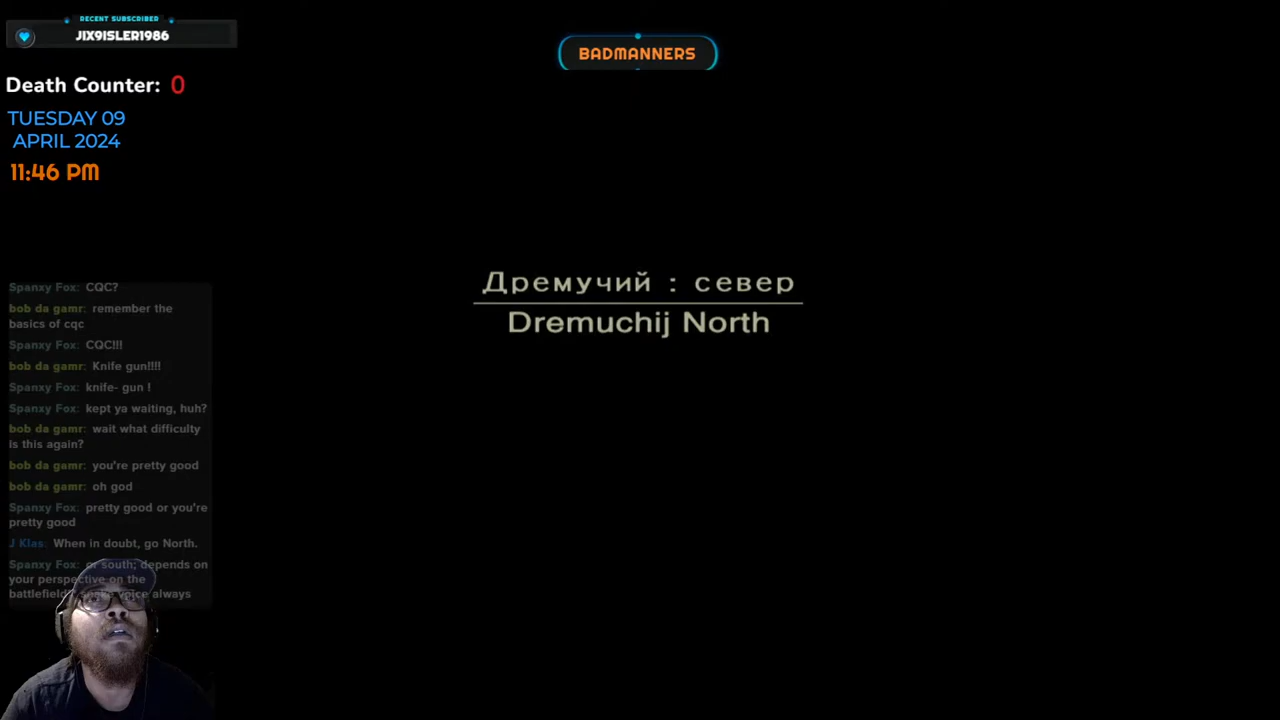 RECENT SUBSCRIBER
JIX9ISLER1986
BADMANNERS
Death Counter: 0
TUESDAY 09
APRIL 2024
11:46 PM
Дремучий : север
Dremuchij North
Spanxy Fox: CQC?
bob da gamr: remember the
basics of cqc
Spanxy Fox: CQC!!!
bob da gamr: Knife gun!!!!
Spanxy Fox: knife- gun !
Spanxy Fox: kept ya waiting, huh?
bob da gamr: wait what difficulty
is this again?
bob da gamr: you're pretty good
bob da gamr: oh god
Spanxy Fox: pretty good or you're
pretty good
J Klas: When in doubt, go North.
Spanxy Fox: or south; depends on
your perspective on the
battlefield? snake voice always